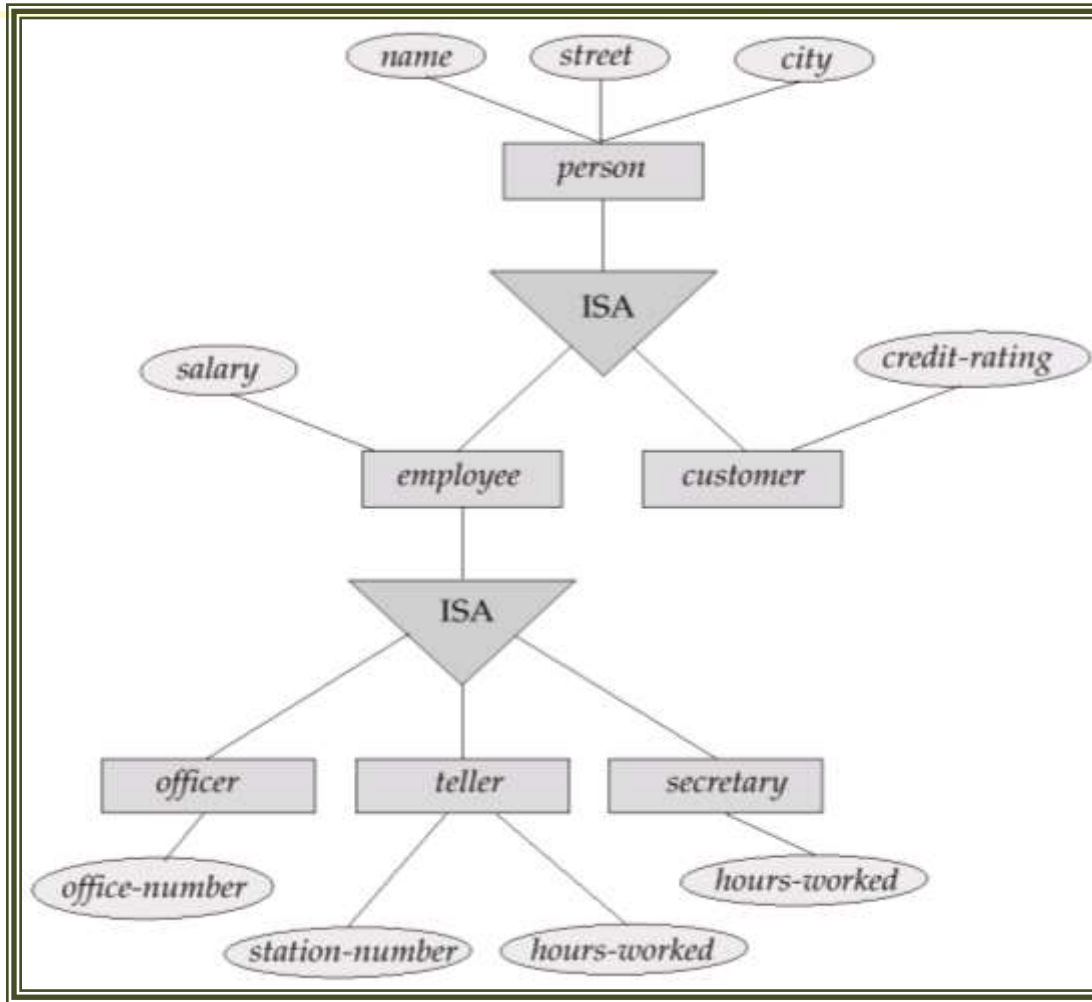 name
street
city
person
ISA
salary
credit-rating
employee
customer
ISA
officer
teller
secretary
office-number
hours-worked
station-number
hours-worked